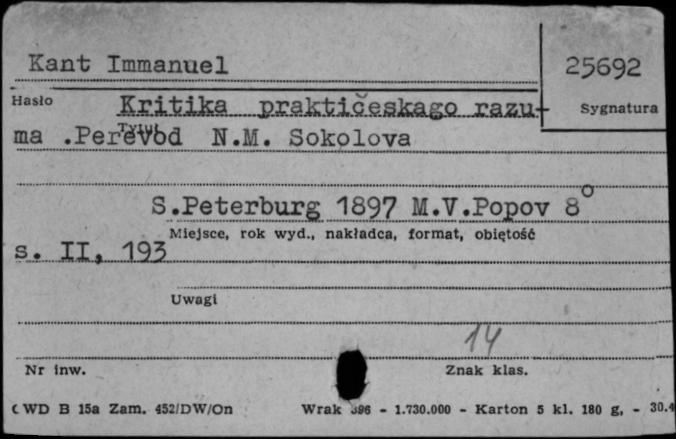 Kant Immanuel
25692
Hasło
Kritika praktičeskago razu-
Sygnatura
Tytuł
ma .Perevod N.M. Sokolova
S.Peterburg 1897 M.V.Popov 8°
Miejsce, rok wyd., nakładca, format, objętość
s. II, 193
Uwagi
14
Nr inw.
Znak klas.
CWD B 15a Zam. 452/DW/On Wrak 396 - 1.730.000 - Karton 5 kl. 180 g, - 30.4